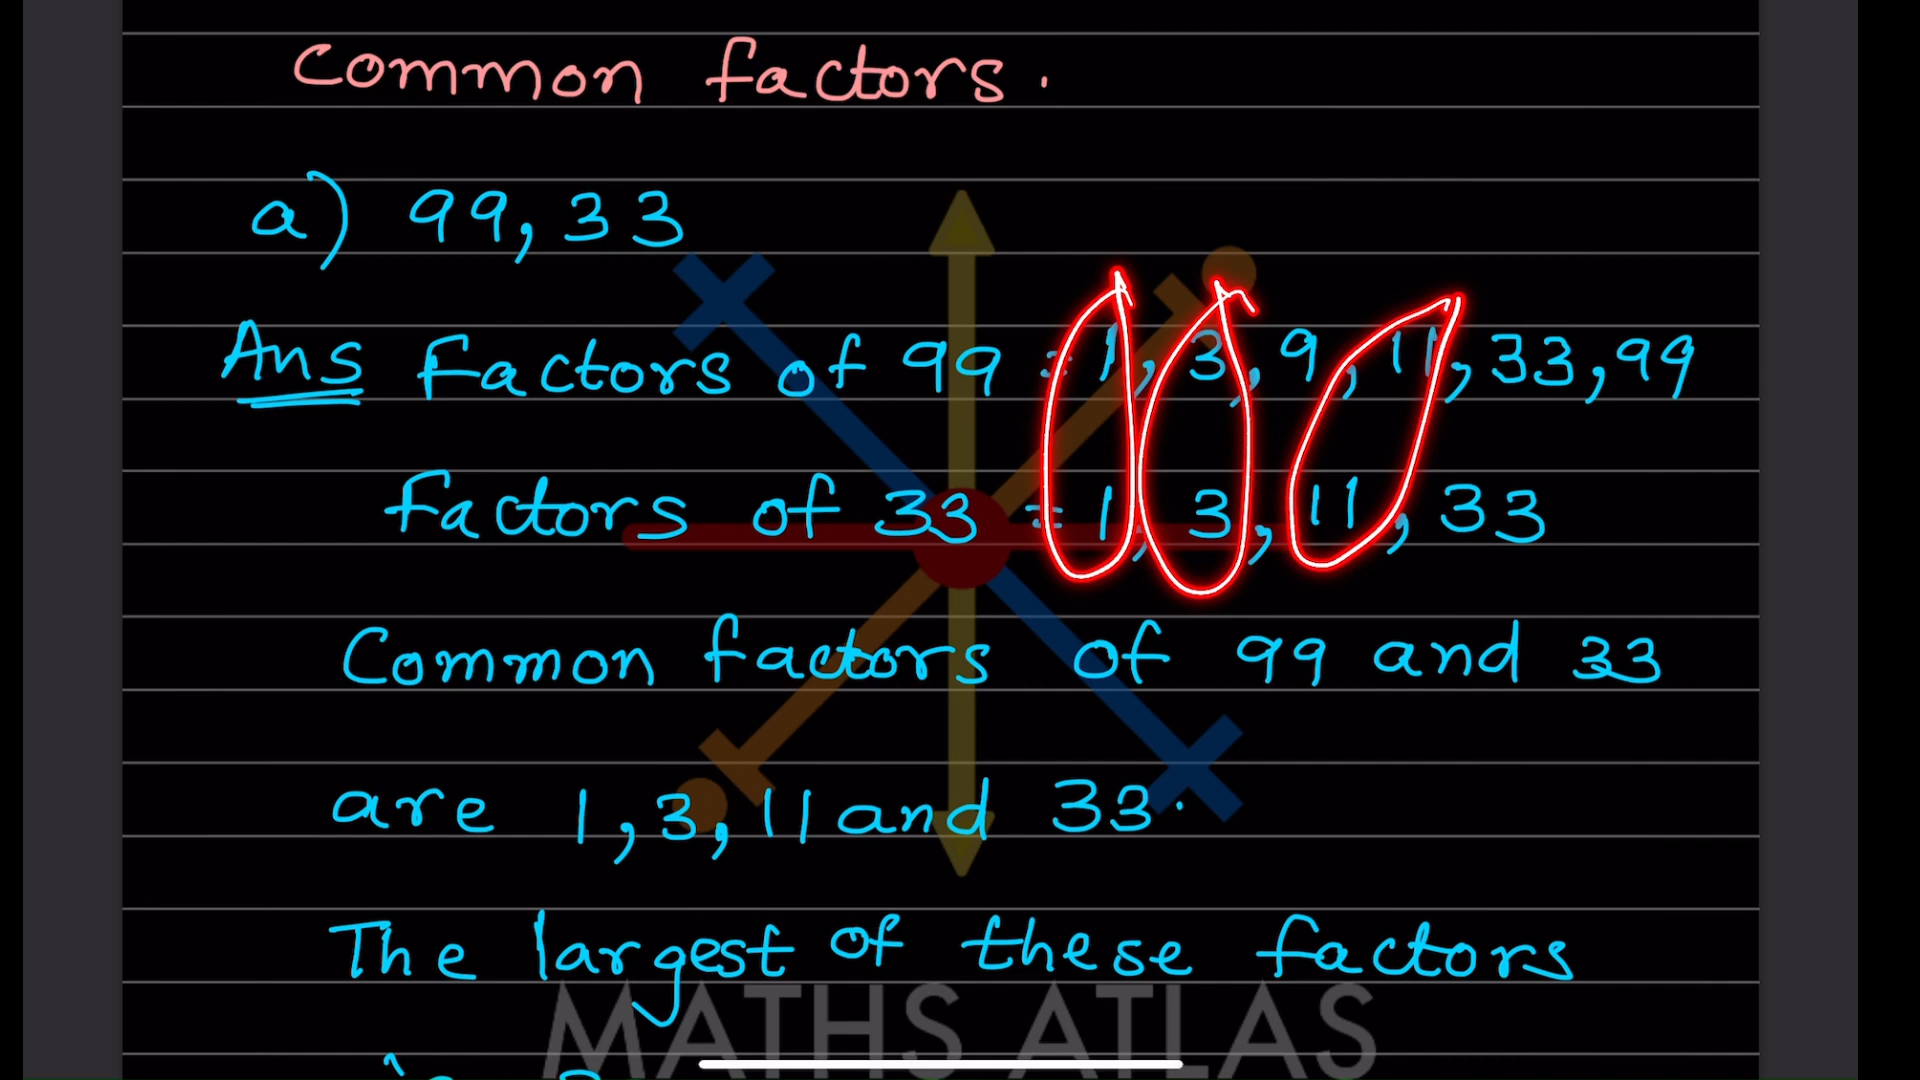 Common factors.
a) 99, 33
Ans Factors of 99 = 1, 3, 9, 11, 33, 99
Factors of 33 = 1, 3, 11, 33
Common factors of 99 and 33
are 1, 3, 11 and 33.
The largest of these factors
MATHS ATLAS